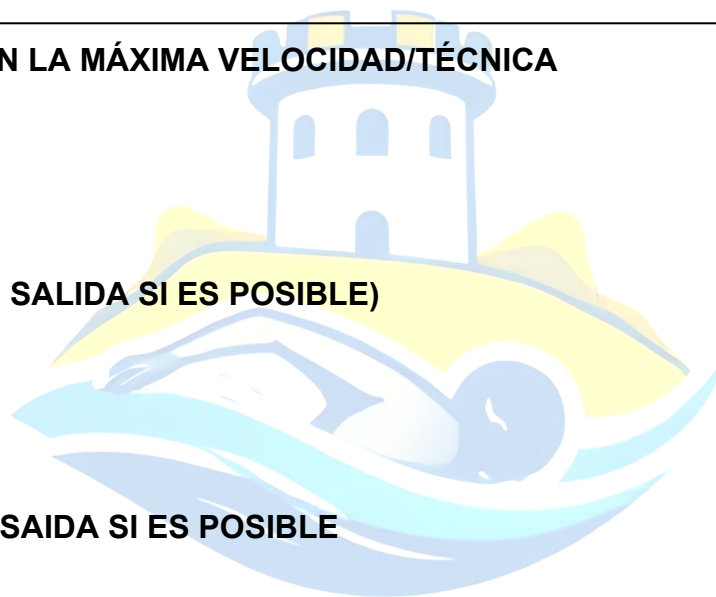 N LA MÁXIMA VELOCIDAD/TÉCNICA
SALIDA SI ES POSIBLE)
SAIDA SI ES POSIBLE